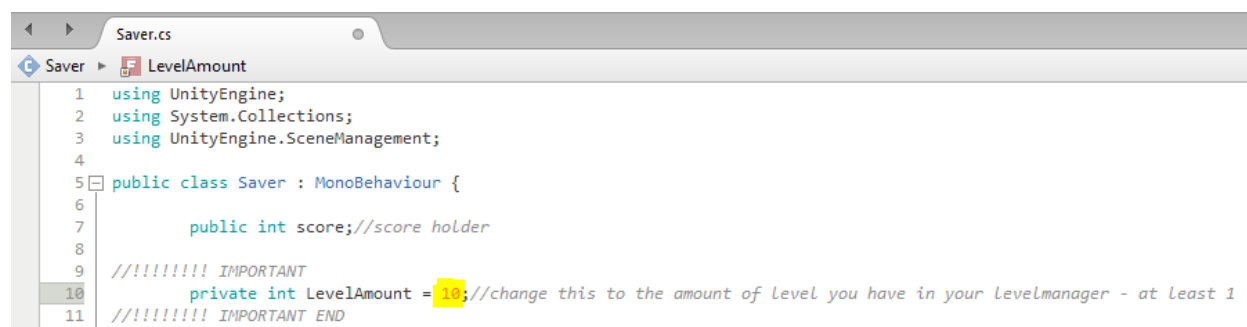 Saver.cs
Saver ▸ LevelAmount
1 using UnityEngine;
2 using System.Collections;
3 using UnityEngine.SceneManagement;
4
5 public class Saver : MonoBehaviour {
6
7 public int score;//score holder
8
9 //!!!!!!!! IMPORTANT
10 private int LevelAmount = 10;//change this to the amount of level you have in your levelmanager - at least 1
11 //!!!!!!!! IMPORTANT END